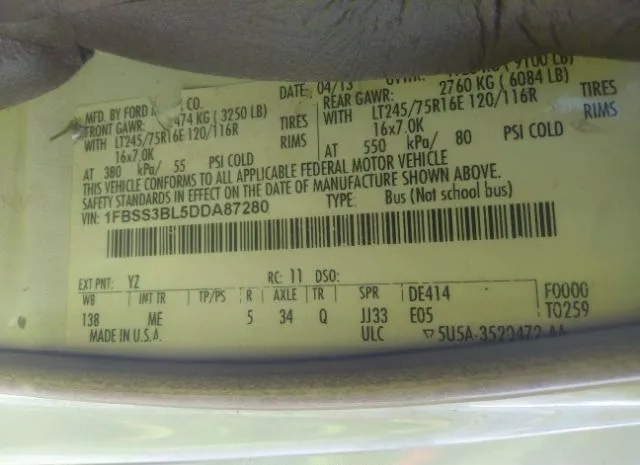 MFD. BY FORD CO. DATE: 04/13 9100 LB)
FRONT GAWR: 474 KG ( 3250 LB) REAR GAWR: 2760 KG ( 6084 LB)
WITH LT245/75R16E 120/116R TIRES WITH LT245/75R16E 120/116R TIRES
16x7.0K RIMS 16x7.0K RIMS
AT 380 kPa/ 55 PSI COLD AT 550 kPa/ 80 PSI COLD
THIS VEHICLE CONFORMS TO ALL APPLICABLE FEDERAL MOTOR VEHICLE
SAFETY STANDARDS IN EFFECT ON THE DATE OF MANUFACTURE SHOWN ABOVE.
VIN: 1FBSS3BL5DDA87280 TYPE: Bus (Not school bus)
EXT PNT: YZ RC: 11 DSO:
WB INT TR TP/PS R AXLE TR SPR DE414 F0000
138 ME 5 34 Q JJ33 E05 T0259
MADE IN U.S.A. ULC ▽5U5A-3520472-AA